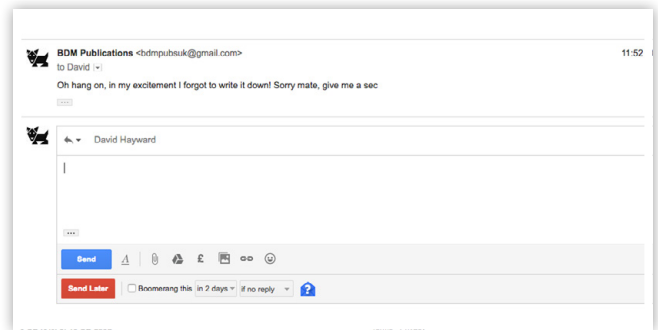 BDM Publications <bdmpubsuk@gmail.com> 11:52
to David
Oh hang on, in my excitement I forgot to write it down! Sorry mate, give me a sec
...
David Hayward
...
Send A £
Send Later Boomerang this in 2 days if no reply ?